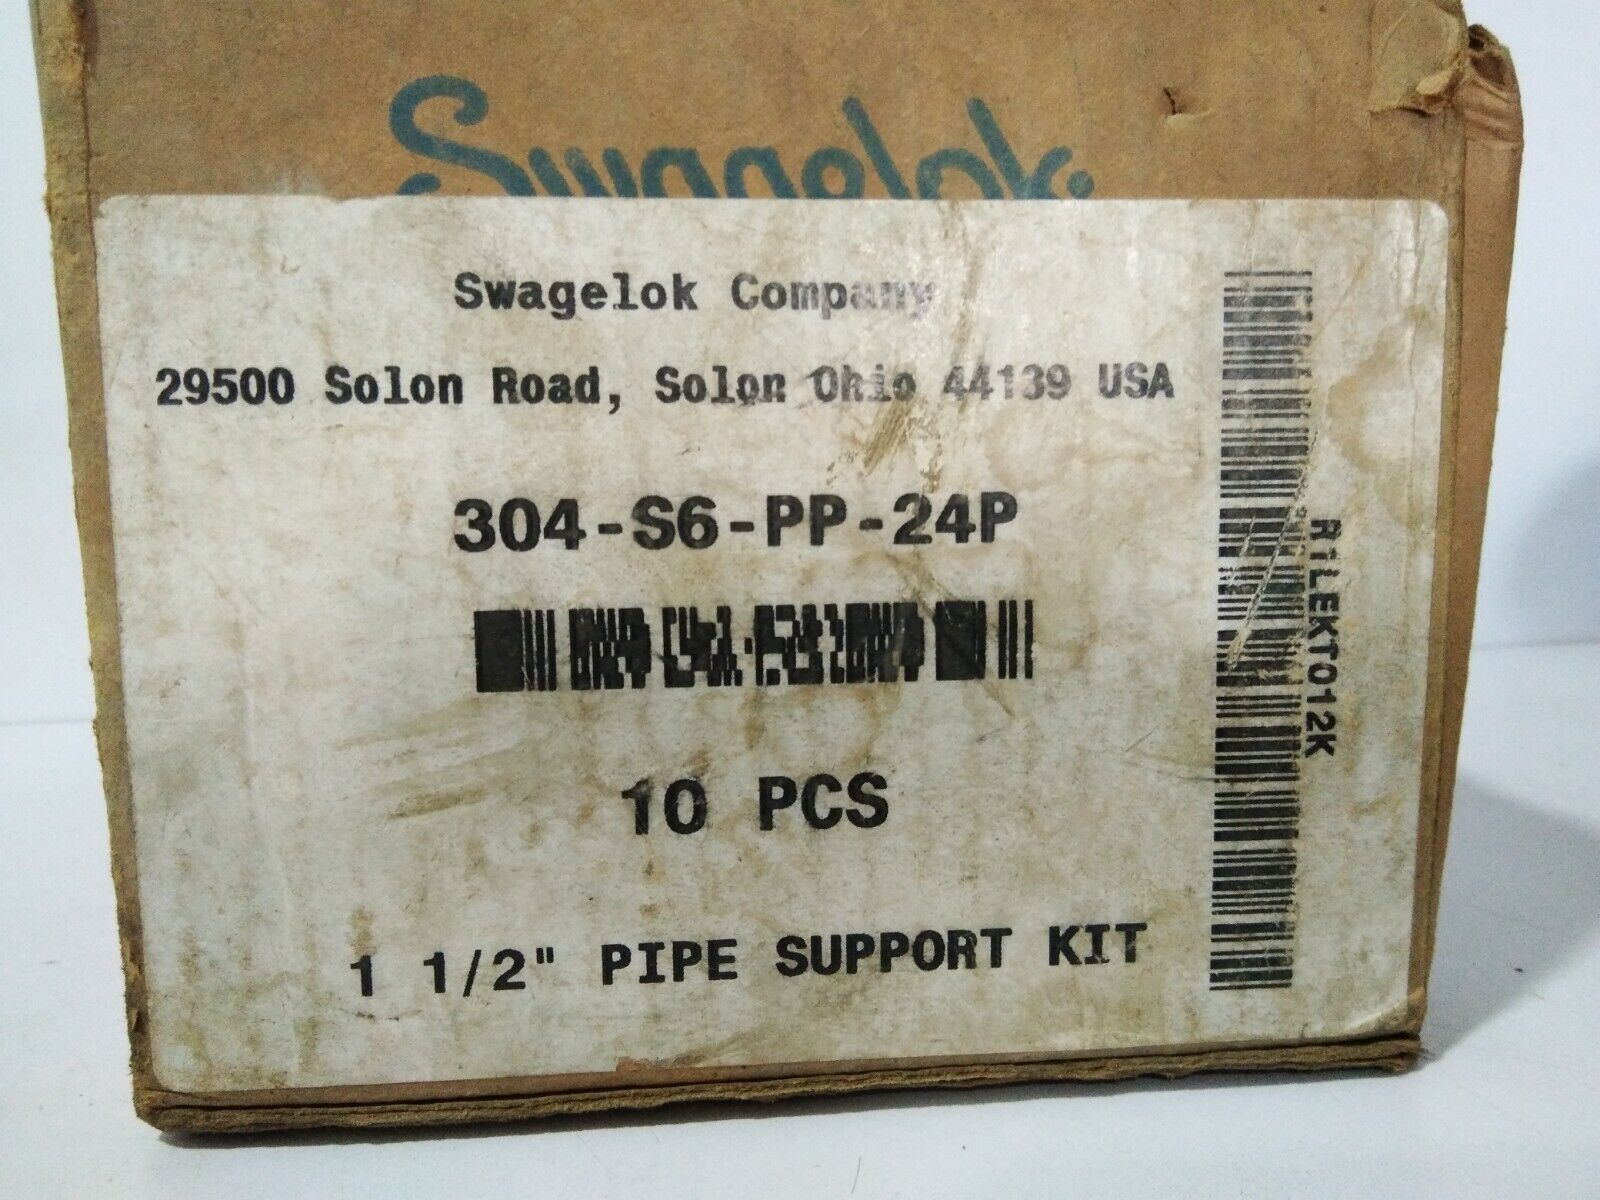 Swagelok
Swagelok Company
29500 Solon Road, Solon Ohio 44139 USA
304-S6-PP-24P
10 PCS
1 1/2" PIPE SUPPORT KIT
R1LEKT012K